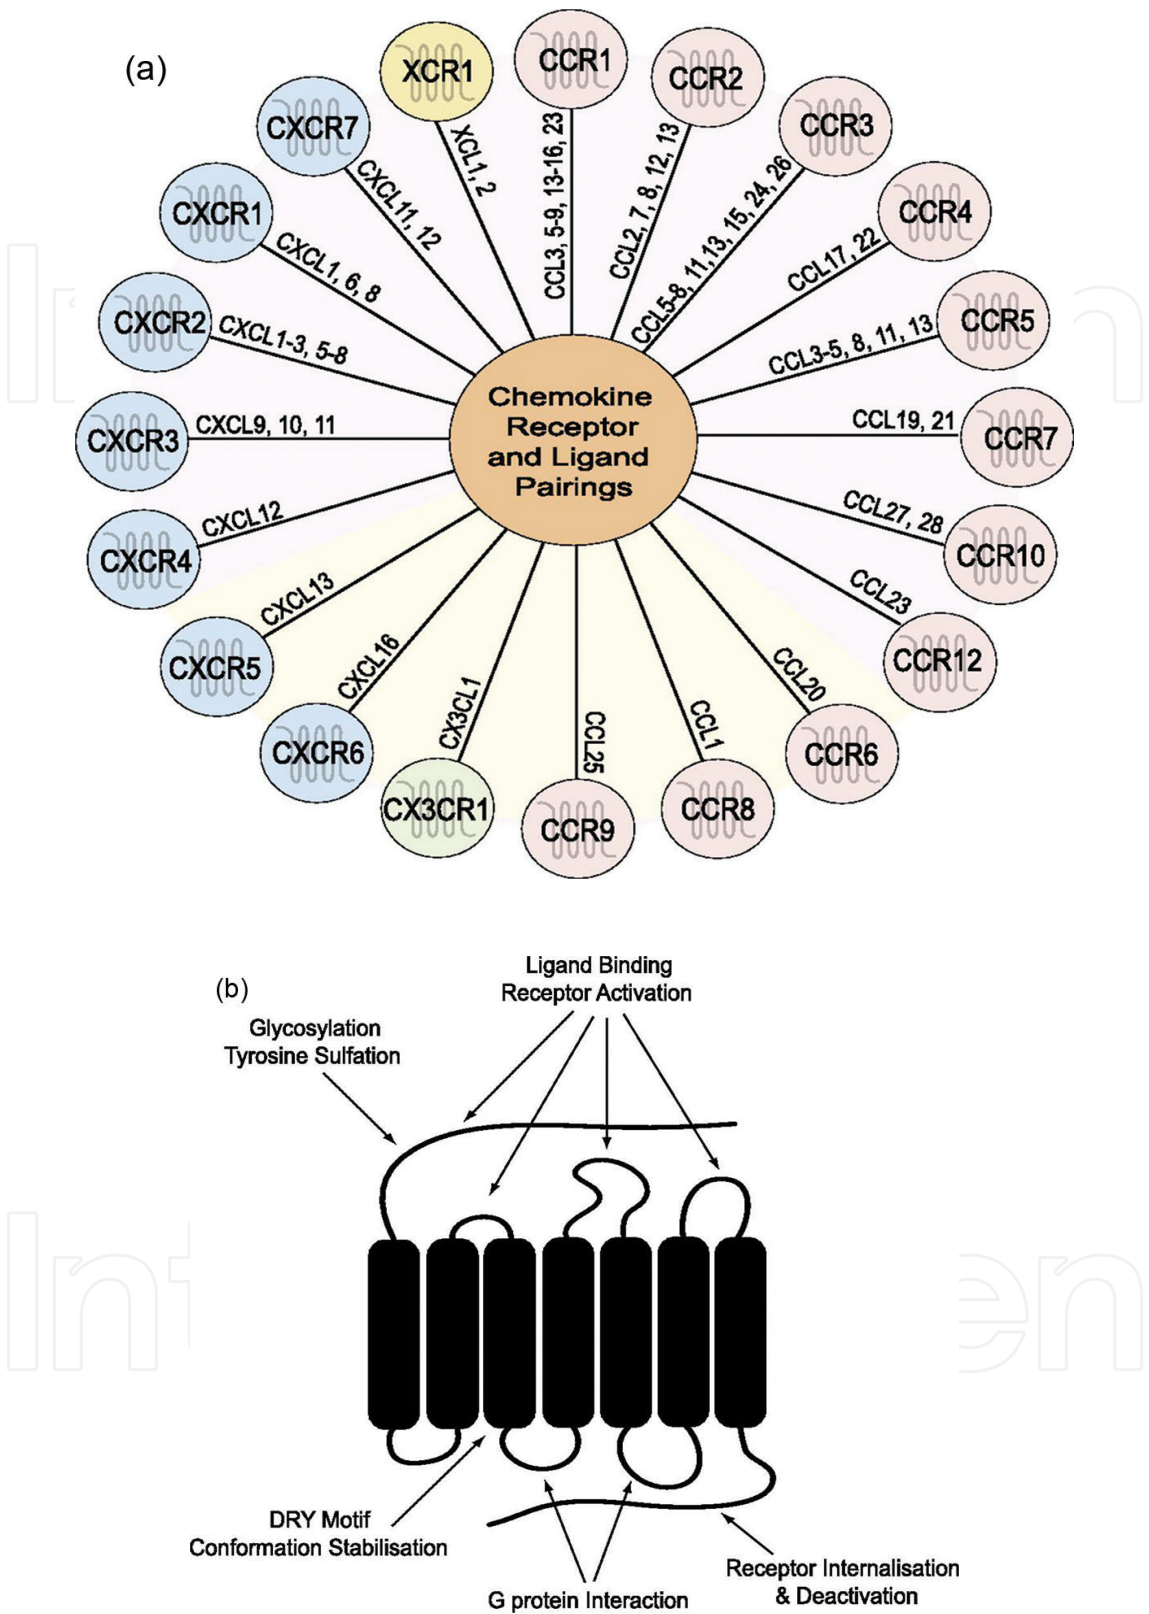 (a)
XCR1
CCR1
CCR2
CCR3
CCR4
CCR5
CCR7
CCR10
CCR12
CCR6
CCR8
CCR9
CX3CR1
CXCR6
CXCR5
CXCR4
CXCR3
CXCR2
CXCR1
CXCR7
XCL1, 2
CCL3, 5-9, 13-16, 23
CCL2, 7, 8, 12, 13
CCL5-8, 11,13, 15, 24, 26
CCL17, 22
CCL3-5, 8, 11, 13
CCL19, 21
CCL27, 28
CCL23
CCL20
CCL1
CCL25
CX3CL1
CXCL16
CXCL13
CXCL12
CXCL9, 10, 11
CXCL1-3, 5-8
CXCL1, 6, 8
CXCL11, 12
Chemokine
Receptor
and Ligand
Pairings
(b)
Ligand Binding
Receptor Activation
Glycosylation
Tyrosine Sulfation
DRY Motif
Conformation Stabilisation
G protein Interaction
Receptor Internalisation
& Deactivation